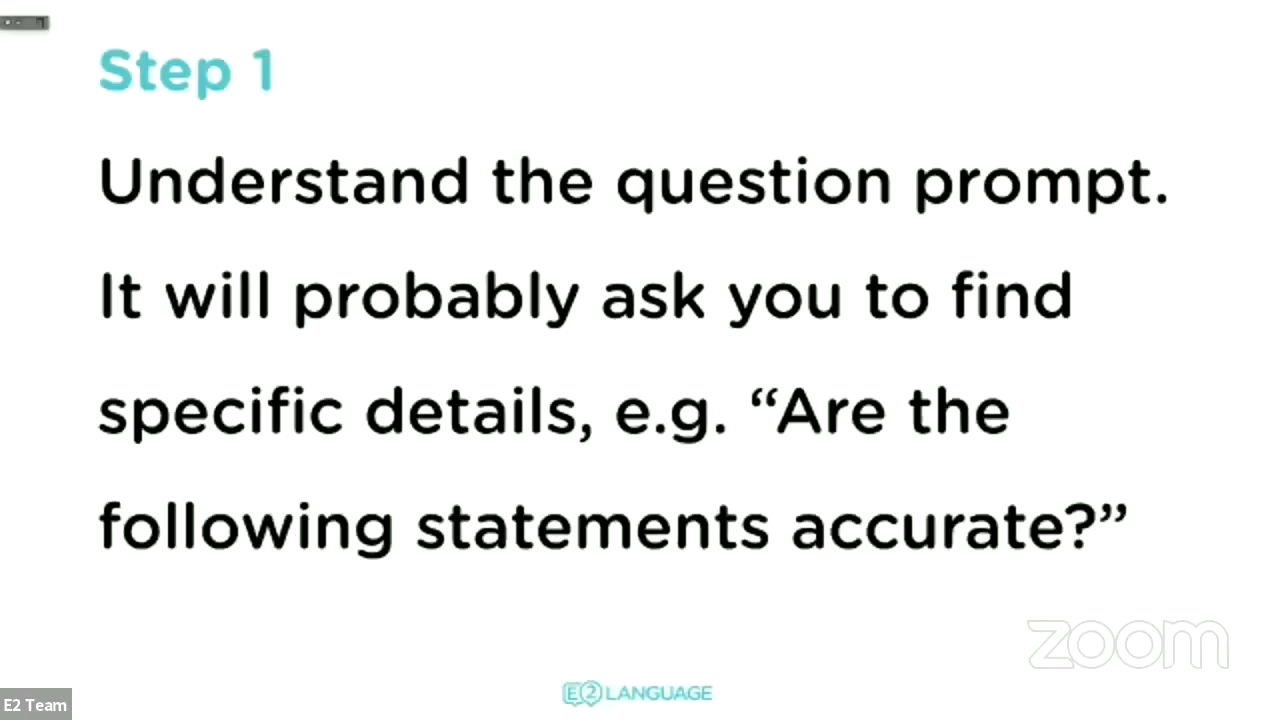 Step 1
Understand the question prompt.
It will probably ask you to find
specific details, e.g. “Are the
following statements accurate?”
zoom
E2 LANGUAGE
E2 Team